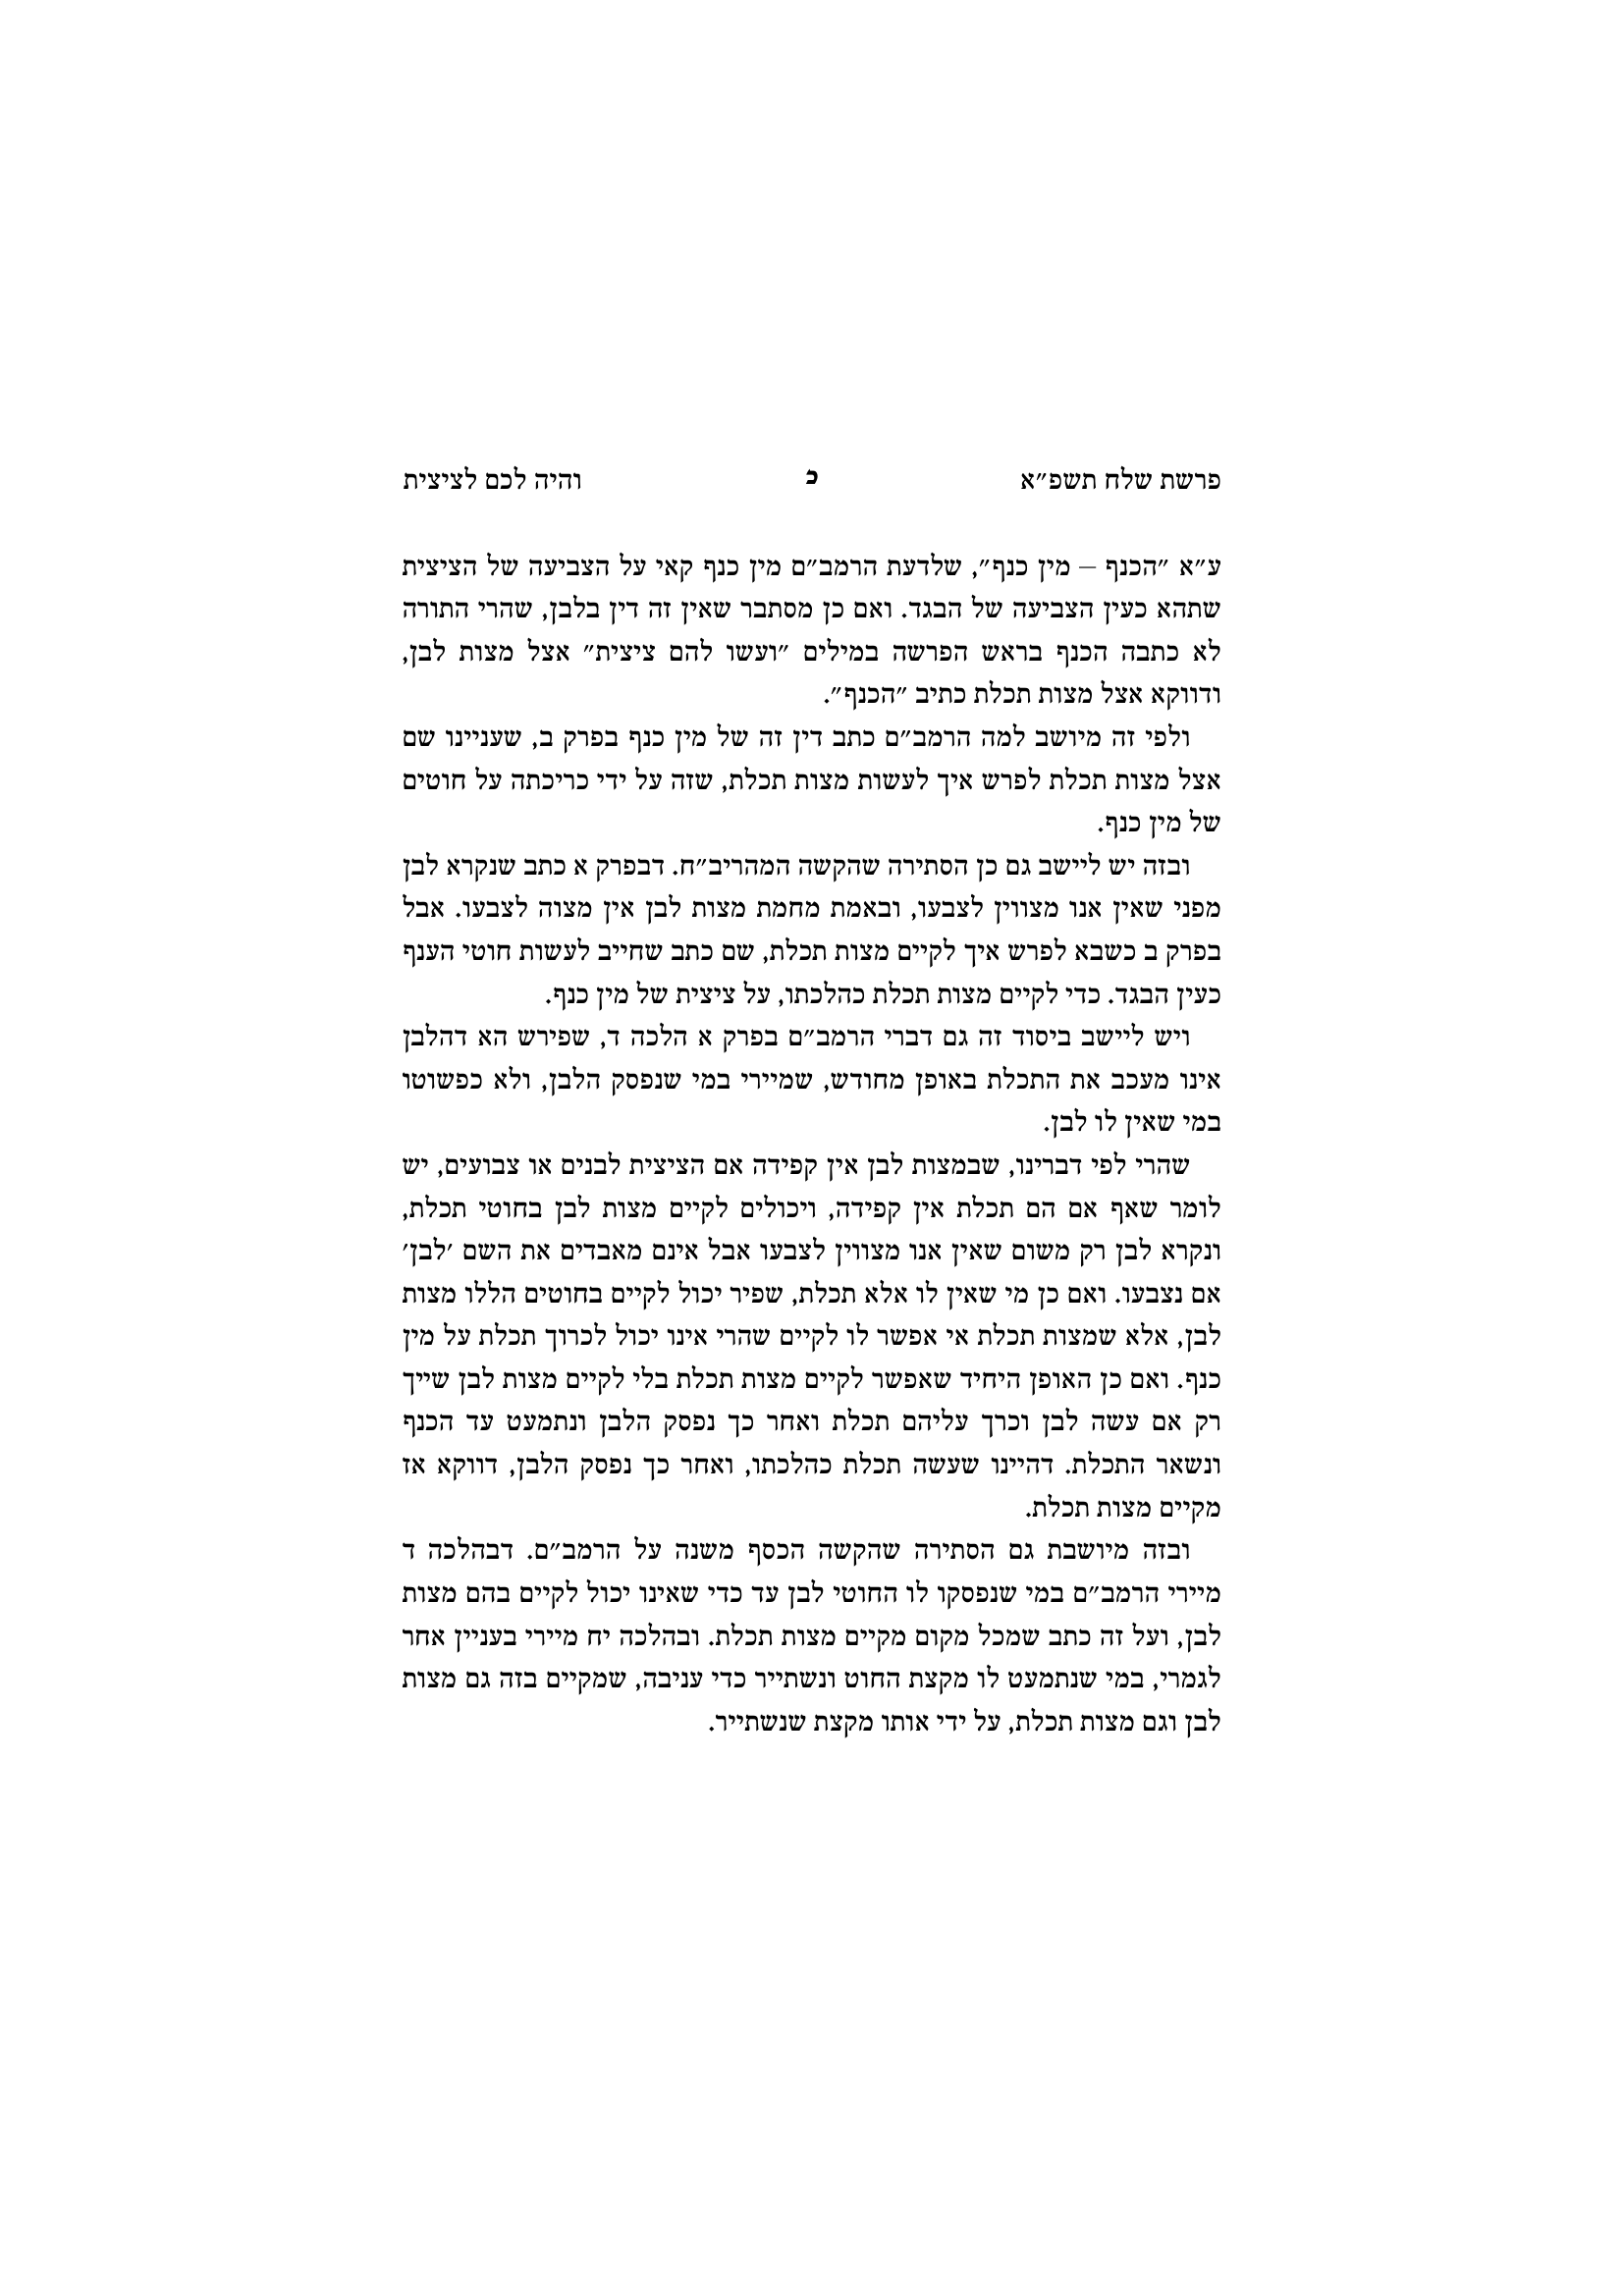 פרשת שלח תשפ״א כ והיה לכם לציצית
ע״א ״הכנף – מין כנף״, שלדעת הרמב״ם מין כנף קאי על הצביעה של הציצית
שתהא כעין הצביעה של הבגד. ואם כן מסתבר שאין זה דין בלבן, שהרי התורה
לא כתבה הכנף בראש הפרשה במילים ״ועשו להם ציצית״ אצל מצות לבן,
ודווקא אצל מצות תכלת כתיב ״הכנף״.
ולפי זה מיושב למה הרמב״ם כתב דין זה של מין כנף בפרק ב, שעניינו שם
אצל מצות תכלת לפרש איך לעשות מצות תכלת, שזה על ידי כריכתה על חוטים
של מין כנף.
ובזה יש ליישב גם כן הסתירה שהקשה המהריב״ח. דבפרק א כתב שנקרא לבן
מפני שאין אנו מצווין לצבעו, ובאמת מחמת מצות לבן אין מצוה לצבעו. אבל
בפרק ב כשבא לפרש איך לקיים מצות תכלת, שם כתב שחייב לעשות חוטי הענף
כעין הבגד. כדי לקיים מצות תכלת כהלכתו, על ציצית של מין כנף.
ויש ליישב ביסוד זה גם דברי הרמב״ם בפרק א הלכה ד, שפירש הא דהלבן
אינו מעכב את התכלת באופן מחודש, שמיירי במי שנפסק הלבן, ולא כפשוטו
במי שאין לו לבן.
שהרי לפי דברינו, שבמצות לבן אין קפידה אם הציצית לבנים או צבועים, יש
לומר שאף אם הם תכלת אין קפידה, ויכולים לקיים מצות לבן בחוטי תכלת,
ונקרא לבן רק משום שאין אנו מצווין לצבעו אבל אינם מאבדים את השם ׳לבן׳
אם נצבעו. ואם כן מי שאין לו אלא תכלת, שפיר יכול לקיים בחוטים הללו מצות
לבן, אלא שמצות תכלת אי אפשר לו לקיים שהרי אינו יכול לכרוך תכלת על מין
כנף. ואם כן האופן היחיד שאפשר לקיים מצות תכלת בלי לקיים מצות לבן שייך
רק אם עשה לבן וכרך עליהם תכלת ואחר כך נפסק הלבן ונתמעט עד הכנף
ונשאר התכלת. דהיינו שעשה תכלת כהלכתו, ואחר כך נפסק הלבן, דווקא אז
מקיים מצות תכלת.
ובזה מיושבת גם הסתירה שהקשה הכסף משנה על הרמב״ם. דבהלכה ד
מיירי הרמב״ם במי שנפסקו לו החוטי לבן עד כדי שאינו יכול לקיים בהם מצות
לבן, ועל זה כתב שמכל מקום מקיים מצות תכלת. ובהלכה יח מיירי בעניין אחר
לגמרי, במי שנתמעט לו מקצת החוט ונשתייר כדי עניבה, שמקיים בזה גם מצות
לבן וגם מצות תכלת, על ידי אותו מקצת שנשתייר.